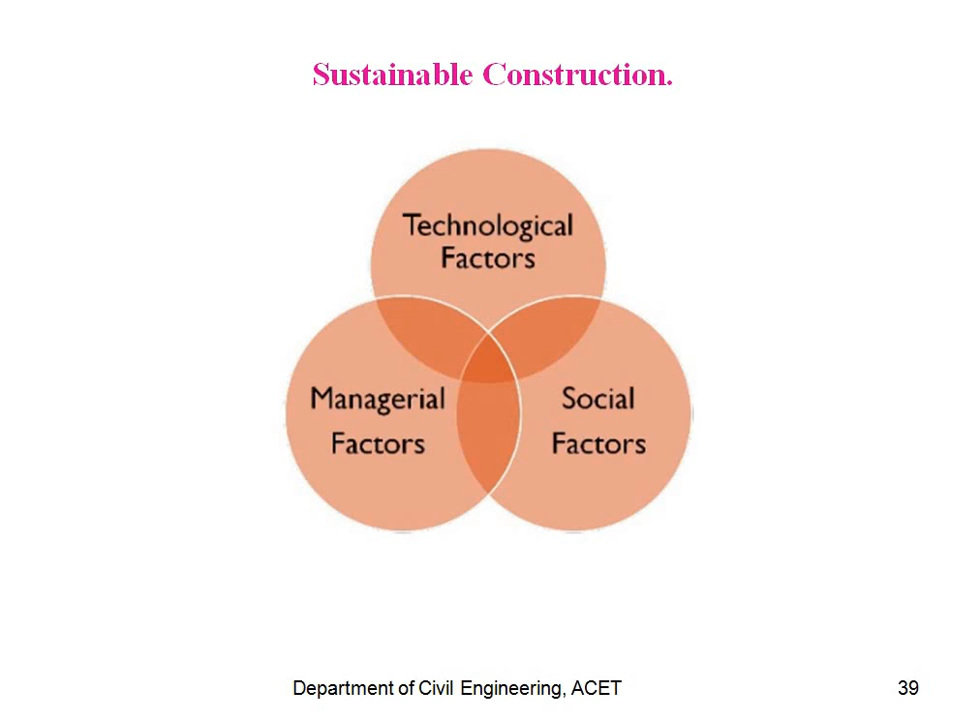 Sustainable Construction.
Technological
Factors
Managerial
Factors
Social
Factors
Department of Civil Engineering, ACET
39